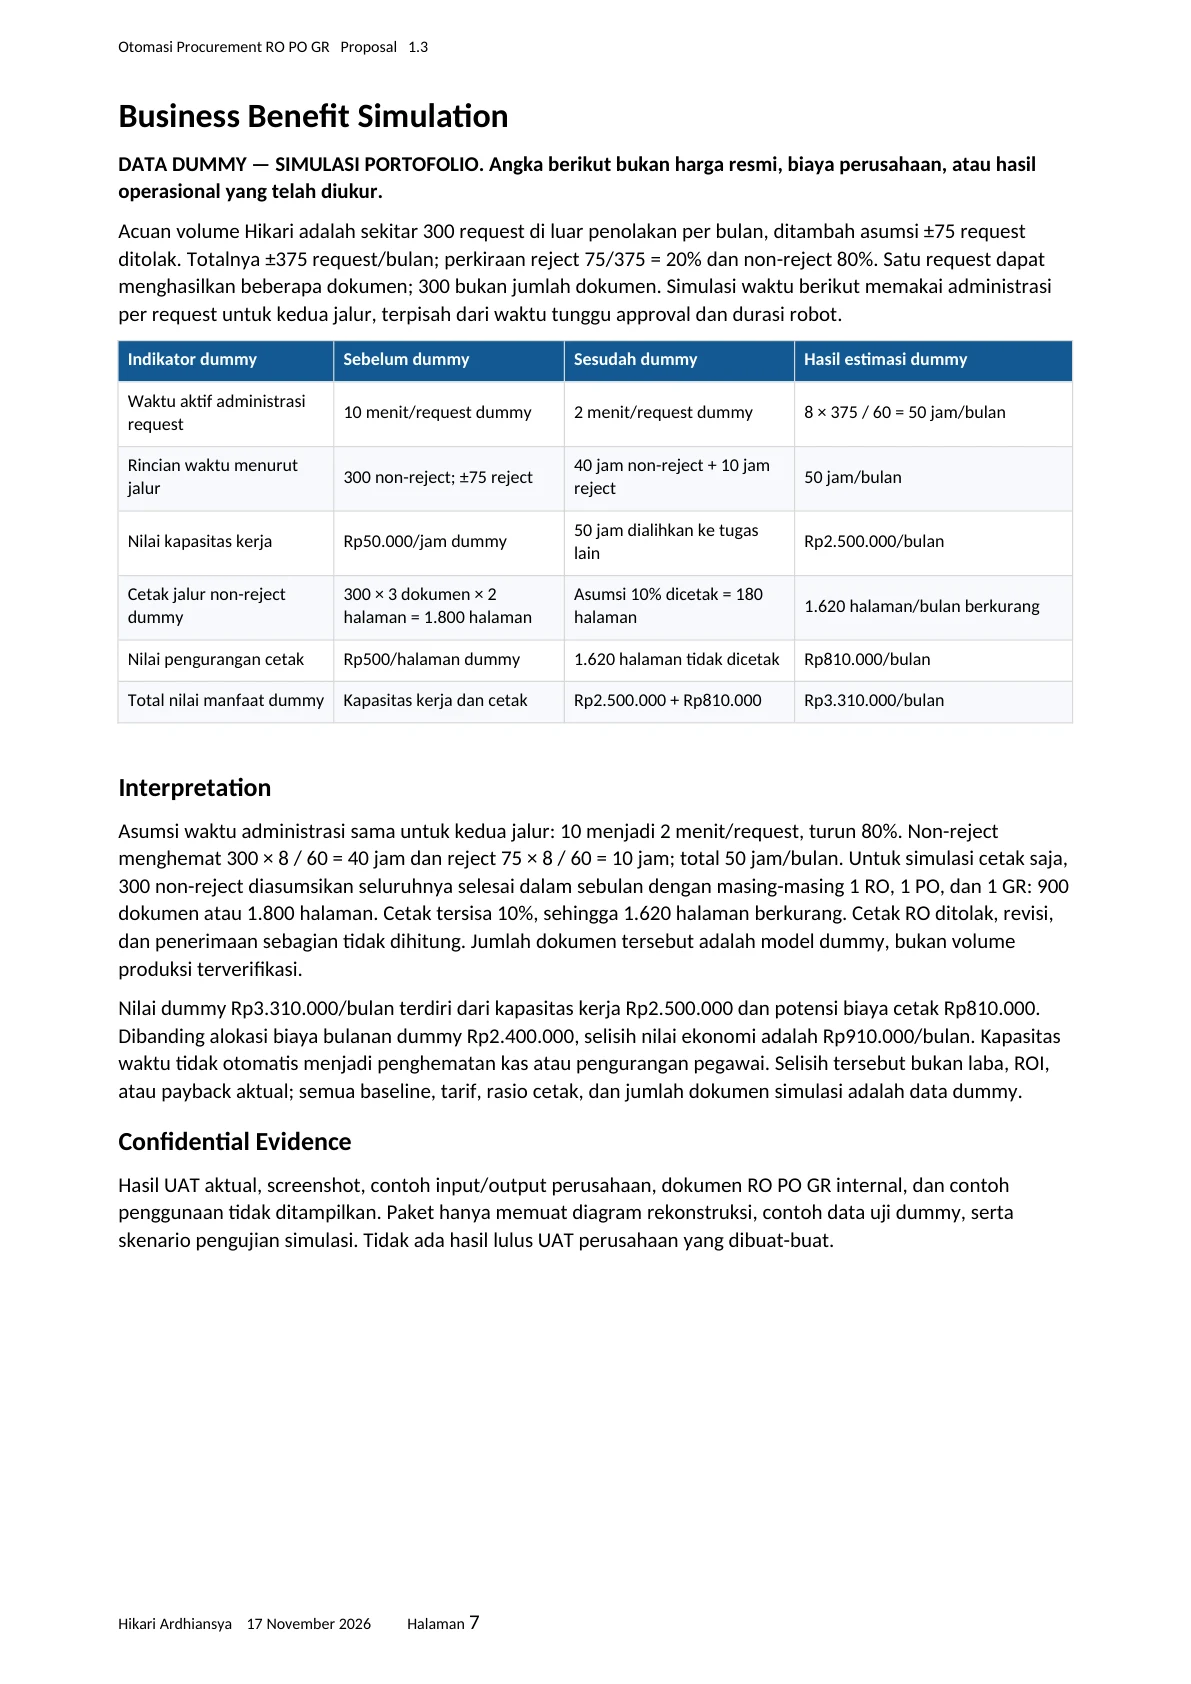 Otomasi Procurement RO PO GR   Proposal   1.3
Business Benefit Simulation
DATA DUMMY — SIMULASI PORTOFOLIO. Angka berikut bukan harga resmi, biaya perusahaan, atau hasil
operasional yang telah diukur.
Acuan volume Hikari adalah sekitar 300 request di luar penolakan per bulan, ditambah asumsi ±75 request
ditolak. Totalnya ±375 request/bulan; perkiraan reject 75/375 = 20% dan non-reject 80%. Satu request dapat
menghasilkan beberapa dokumen; 300 bukan jumlah dokumen. Simulasi waktu berikut memakai administrasi
per request untuk kedua jalur, terpisah dari waktu tunggu approval dan durasi robot.
Indikator dummy   Sebelum dummy   Sesudah dummy   Hasil estimasi dummy
Waktu aktif administrasi
request   10 menit/request dummy   2 menit/request dummy   8 × 375 / 60 = 50 jam/bulan
Rincian waktu menurut
jalur   300 non-reject; ±75 reject   40 jam non-reject + 10 jam
reject   50 jam/bulan
Nilai kapasitas kerja   Rp50.000/jam dummy   50 jam dialihkan ke tugas
lain   Rp2.500.000/bulan
Cetak jalur non-reject
dummy   300 × 3 dokumen × 2
halaman = 1.800 halaman   Asumsi 10% dicetak = 180
halaman   1.620 halaman/bulan berkurang
Nilai pengurangan cetak   Rp500/halaman dummy   1.620 halaman tidak dicetak   Rp810.000/bulan
Total nilai manfaat dummy   Kapasitas kerja dan cetak   Rp2.500.000 + Rp810.000   Rp3.310.000/bulan
Interpretation
Asumsi waktu administrasi sama untuk kedua jalur: 10 menjadi 2 menit/request, turun 80%. Non-reject
menghemat 300 × 8 / 60 = 40 jam dan reject 75 × 8 / 60 = 10 jam; total 50 jam/bulan. Untuk simulasi cetak saja,
300 non-reject diasumsikan seluruhnya selesai dalam sebulan dengan masing-masing 1 RO, 1 PO, dan 1 GR: 900
dokumen atau 1.800 halaman. Cetak tersisa 10%, sehingga 1.620 halaman berkurang. Cetak RO ditolak, revisi,
dan penerimaan sebagian tidak dihitung. Jumlah dokumen tersebut adalah model dummy, bukan volume
produksi terverifikasi.
Nilai dummy Rp3.310.000/bulan terdiri dari kapasitas kerja Rp2.500.000 dan potensi biaya cetak Rp810.000.
Dibanding alokasi biaya bulanan dummy Rp2.400.000, selisih nilai ekonomi adalah Rp910.000/bulan. Kapasitas
waktu tidak otomatis menjadi penghematan kas atau pengurangan pegawai. Selisih tersebut bukan laba, ROI,
atau payback aktual; semua baseline, tarif, rasio cetak, dan jumlah dokumen simulasi adalah data dummy.
Confidential Evidence
Hasil UAT aktual, screenshot, contoh input/output perusahaan, dokumen RO PO GR internal, dan contoh
penggunaan tidak ditampilkan. Paket hanya memuat diagram rekonstruksi, contoh data uji dummy, serta
skenario pengujian simulasi. Tidak ada hasil lulus UAT perusahaan yang dibuat-buat.
Hikari Ardhiansya   17 November 2026   Halaman 7